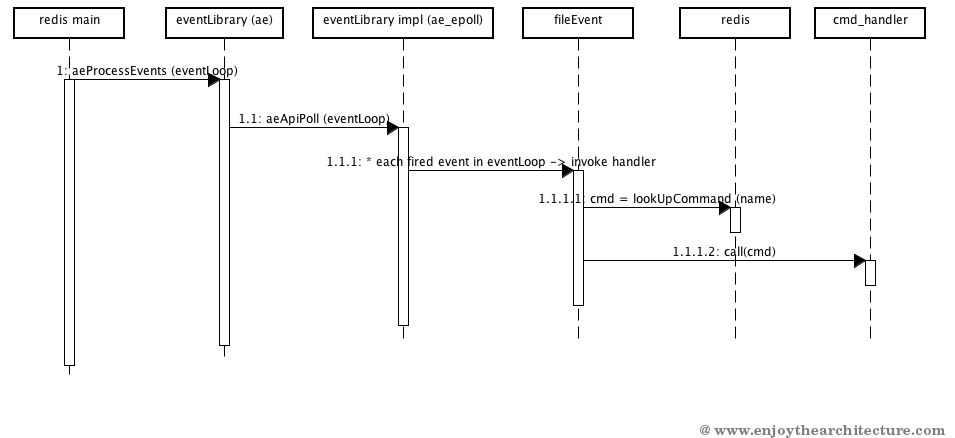 redis main
eventLibrary (ae)
eventLibrary impl (ae_epoll)
fileEvent
redis
cmd_handler
1: aeProcessEvents (eventLoop)
1.1: aeApiPoll (eventLoop)
1.1.1: * each fired event in eventLoop -> invoke handler
1.1.1.1: cmd = lookUpCommand (name)
1.1.1.2: call(cmd)
@ www.enjoythearchitecture.com